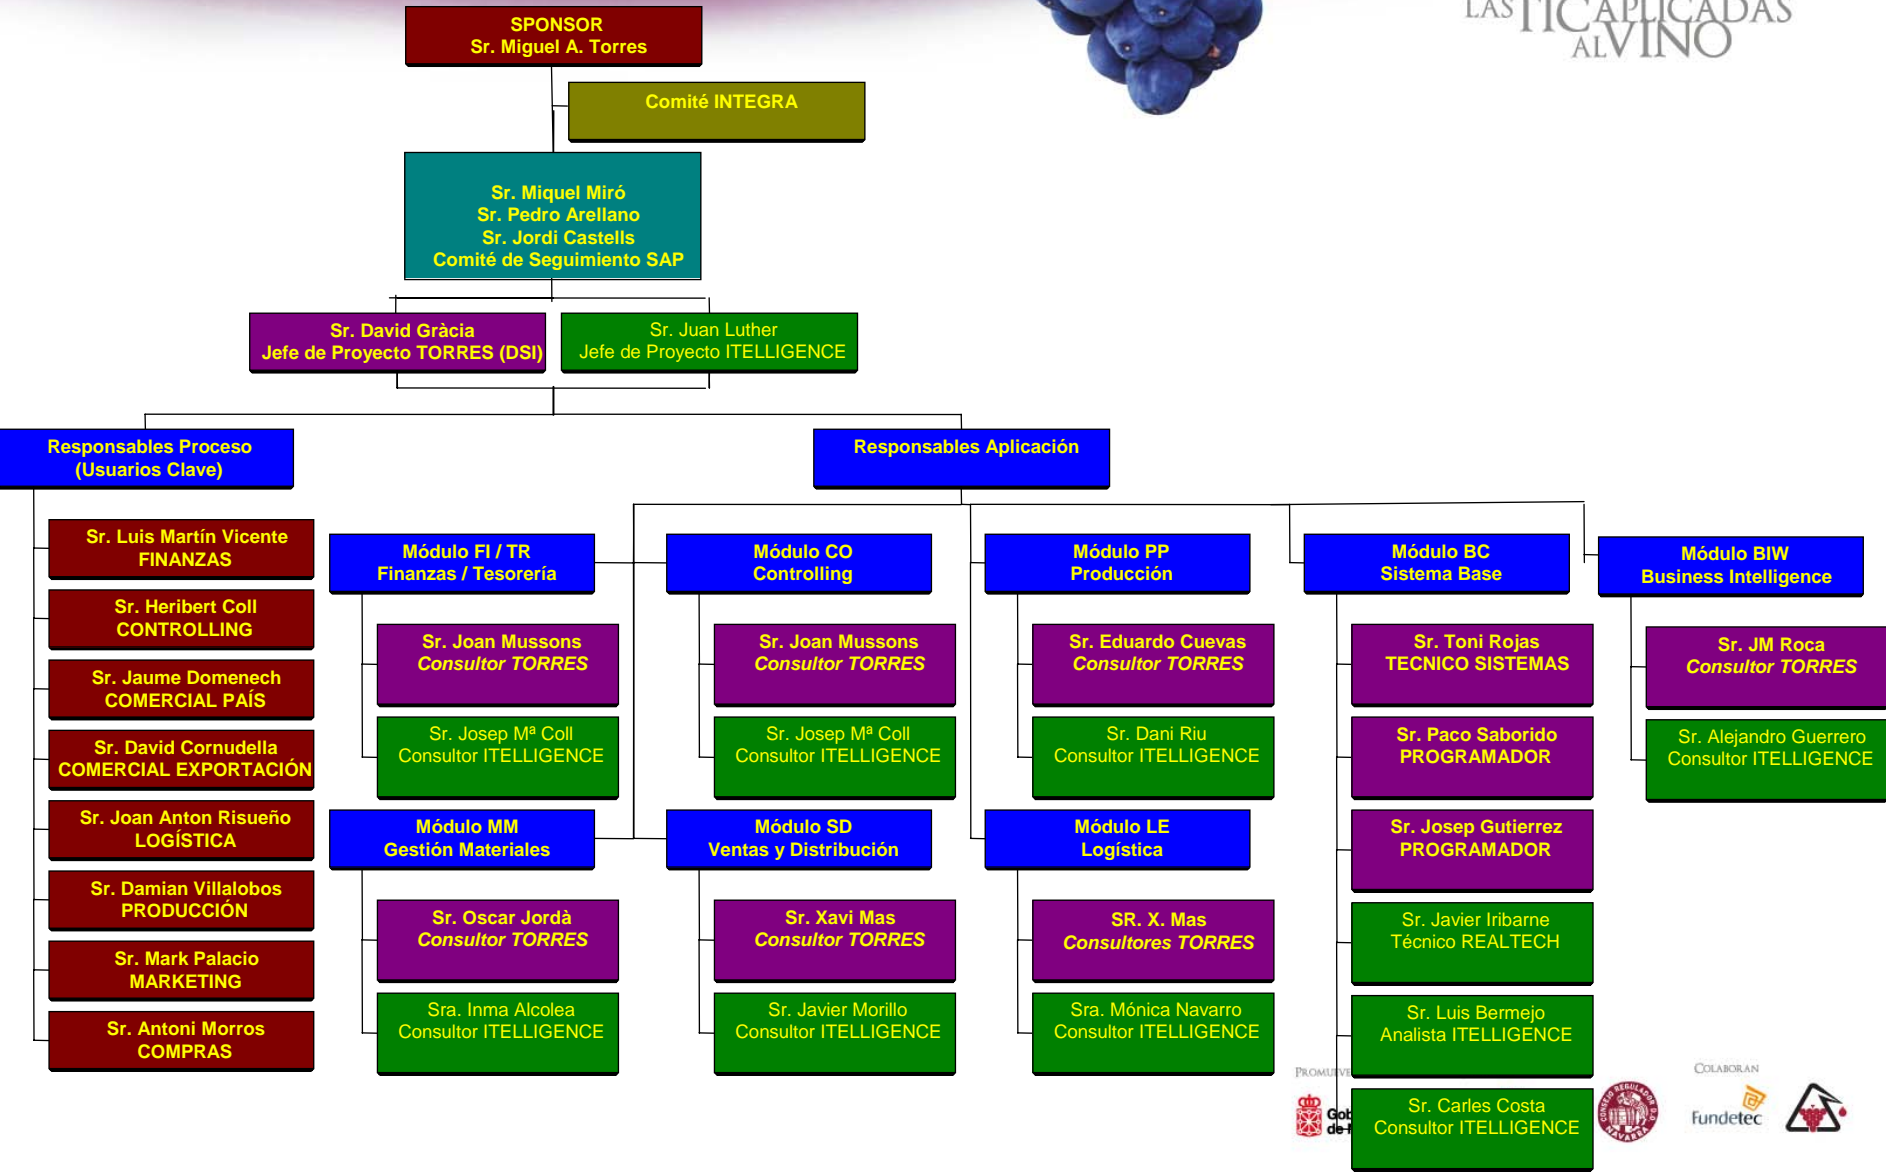 LAS TIC APLICADAS
AL VINO
SPONSOR
Sr. Miguel A. Torres
Comité INTEGRA
Sr. Miquel Miró
Sr. Pedro Arellano
Sr. Jordi Castells
Comité de Seguimiento SAP
Sr. David Gràcia
Jefe de Proyecto TORRES (DSI)
Sr. Juan Luther
Jefe de Proyecto ITELLIGENCE
Responsables Proceso
(Usuarios Clave)
Responsables Aplicación
Sr. Luis Martín Vicente
FINANZAS
Sr. Heribert Coll
CONTROLLING
Sr. Jaume Domenech
COMERCIAL PAÍS
Sr. David Cornudella
COMERCIAL EXPORTACIÓN
Sr. Joan Anton Risueño
LOGÍSTICA
Sr. Damian Villalobos
PRODUCCIÓN
Sr. Mark Palacio
MARKETING
Sr. Antoni Morros
COMPRAS
Módulo FI / TR
Finanzas / Tesorería
Sr. Joan Mussons
Consultor TORRES
Sr. Josep Mª Coll
Consultor ITELLIGENCE
Módulo MM
Gestión Materiales
Sr. Oscar Jordà
Consultor TORRES
Sra. Inma Alcolea
Consultor ITELLIGENCE
Módulo CO
Controlling
Sr. Joan Mussons
Consultor TORRES
Sr. Josep Mª Coll
Consultor ITELLIGENCE
Módulo SD
Ventas y Distribución
Sr. Xavi Mas
Consultor TORRES
Sr. Javier Morillo
Consultor ITELLIGENCE
Módulo PP
Producción
Sr. Eduardo Cuevas
Consultor TORRES
Sr. Dani Riu
Consultor ITELLIGENCE
Módulo LE
Logística
SR. X. Mas
Consultores TORRES
Sra. Mónica Navarro
Consultor ITELLIGENCE
Módulo BC
Sistema Base
Sr. Toni Rojas
TECNICO SISTEMAS
Sr. Paco Saborido
PROGRAMADOR
Sr. Josep Gutierrez
PROGRAMADOR
Sr. Javier Iribarne
Técnico REALTECH
Sr. Luis Bermejo
Analista ITELLIGENCE
Sr. Carles Costa
Consultor ITELLIGENCE
Módulo BIW
Business Intelligence
Sr. JM Roca
Consultor TORRES
Sr. Alejandro Guerrero
Consultor ITELLIGENCE
COLABORAN
CONSEJO REGULADOR D.O.
NAVARRA
Fundetec